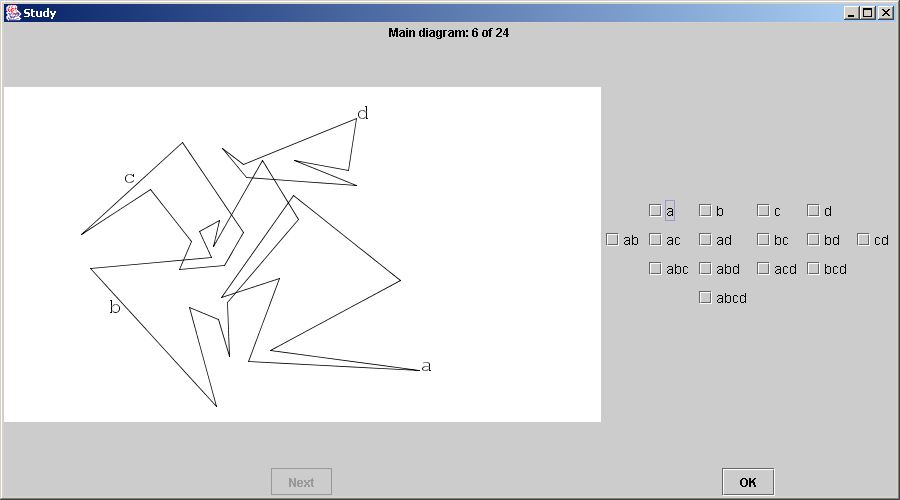 Study
Main diagram: 6 of 24
d
c
b
a
a b c d
ab ac ad bc bd cd
abc abd acd bcd
abcd
Next OK